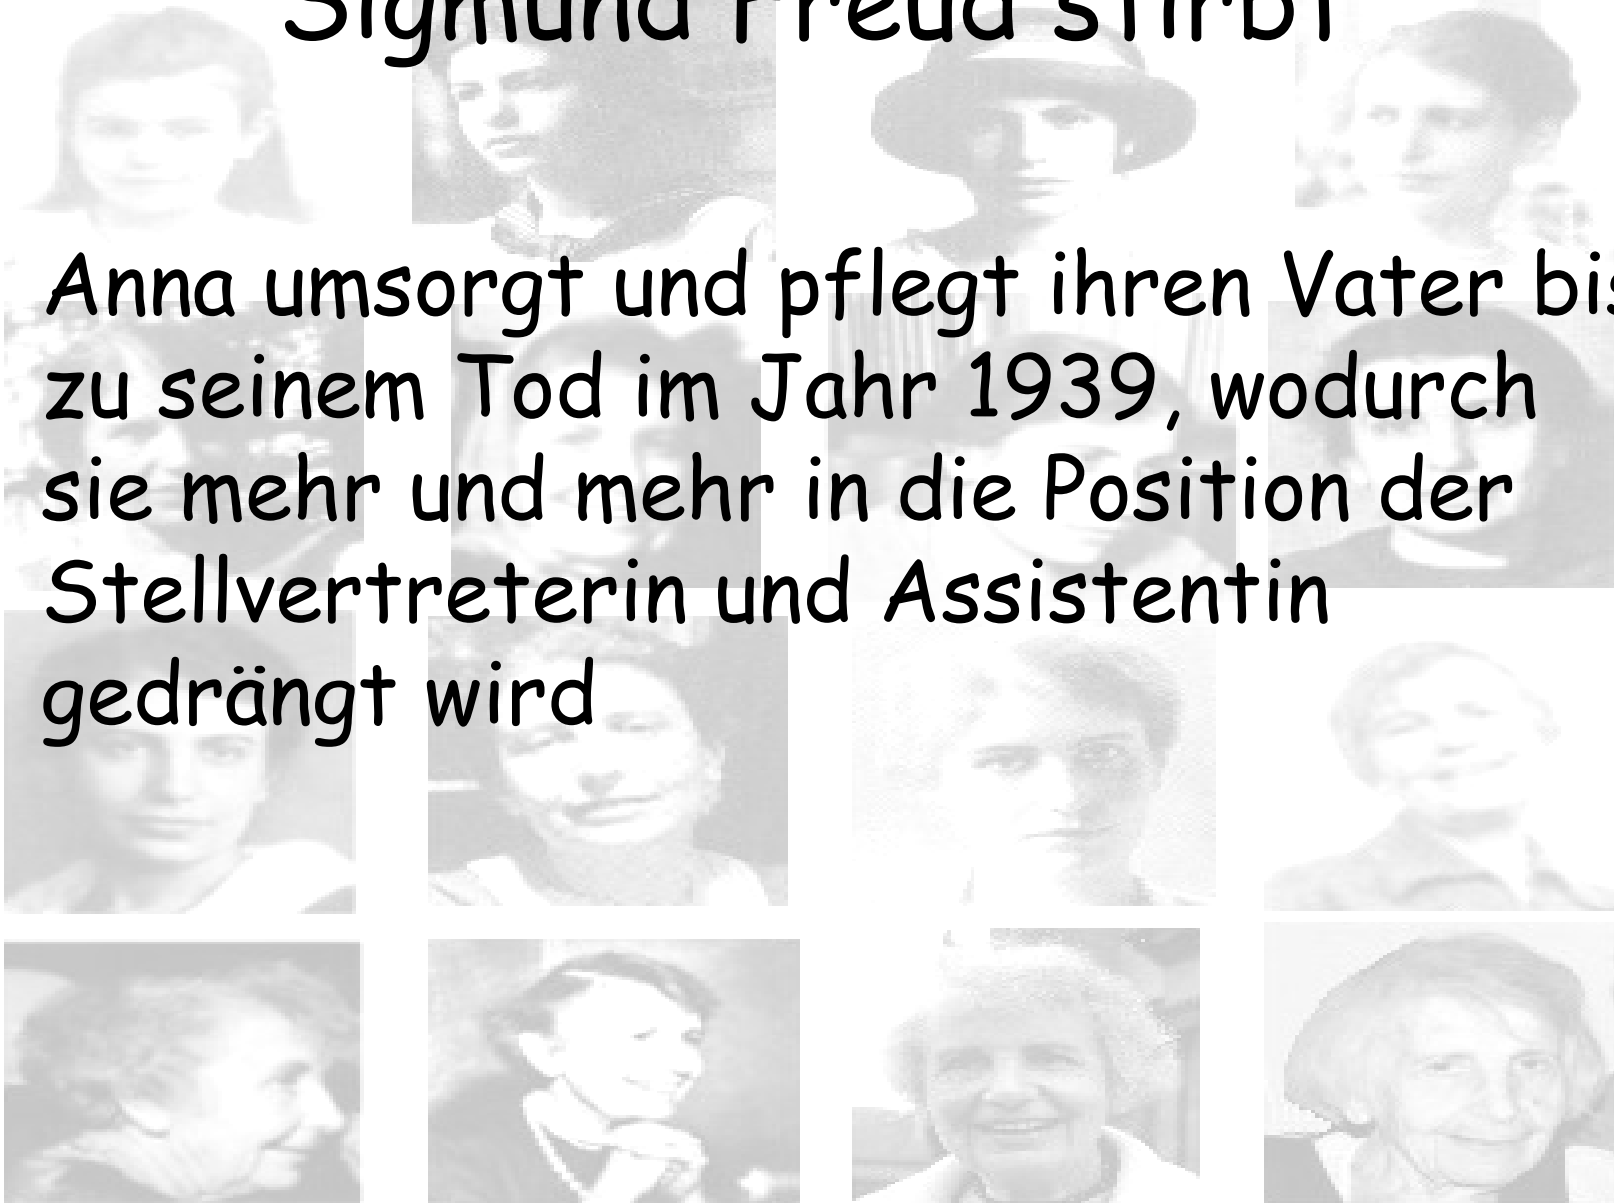 Sigmund Freud stirbt
Anna umsorgt und pflegt ihren Vater bis
zu seinem Tod im Jahr 1939, wodurch
sie mehr und mehr in die Position der
Stellvertreterin und Assistentin
gedrängt wird